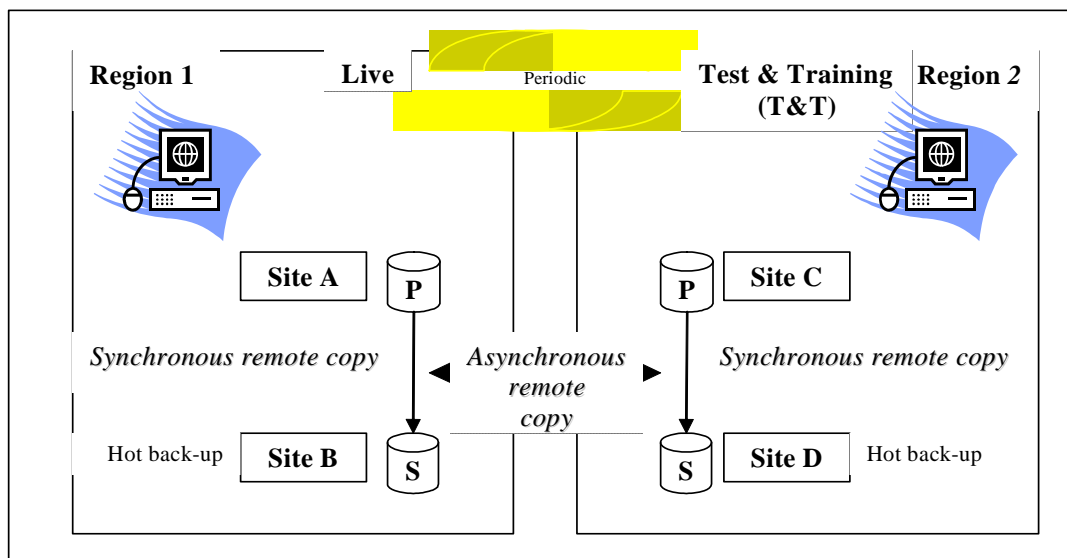 Region 1
Live
Periodic
Test & Training
(T&T)
Region 2
Site A
P
P
Site C
Synchronous remote copy
Asynchronous
remote
copy
Synchronous remote copy
Hot back-up
Site B
S
S
Site D
Hot back-up